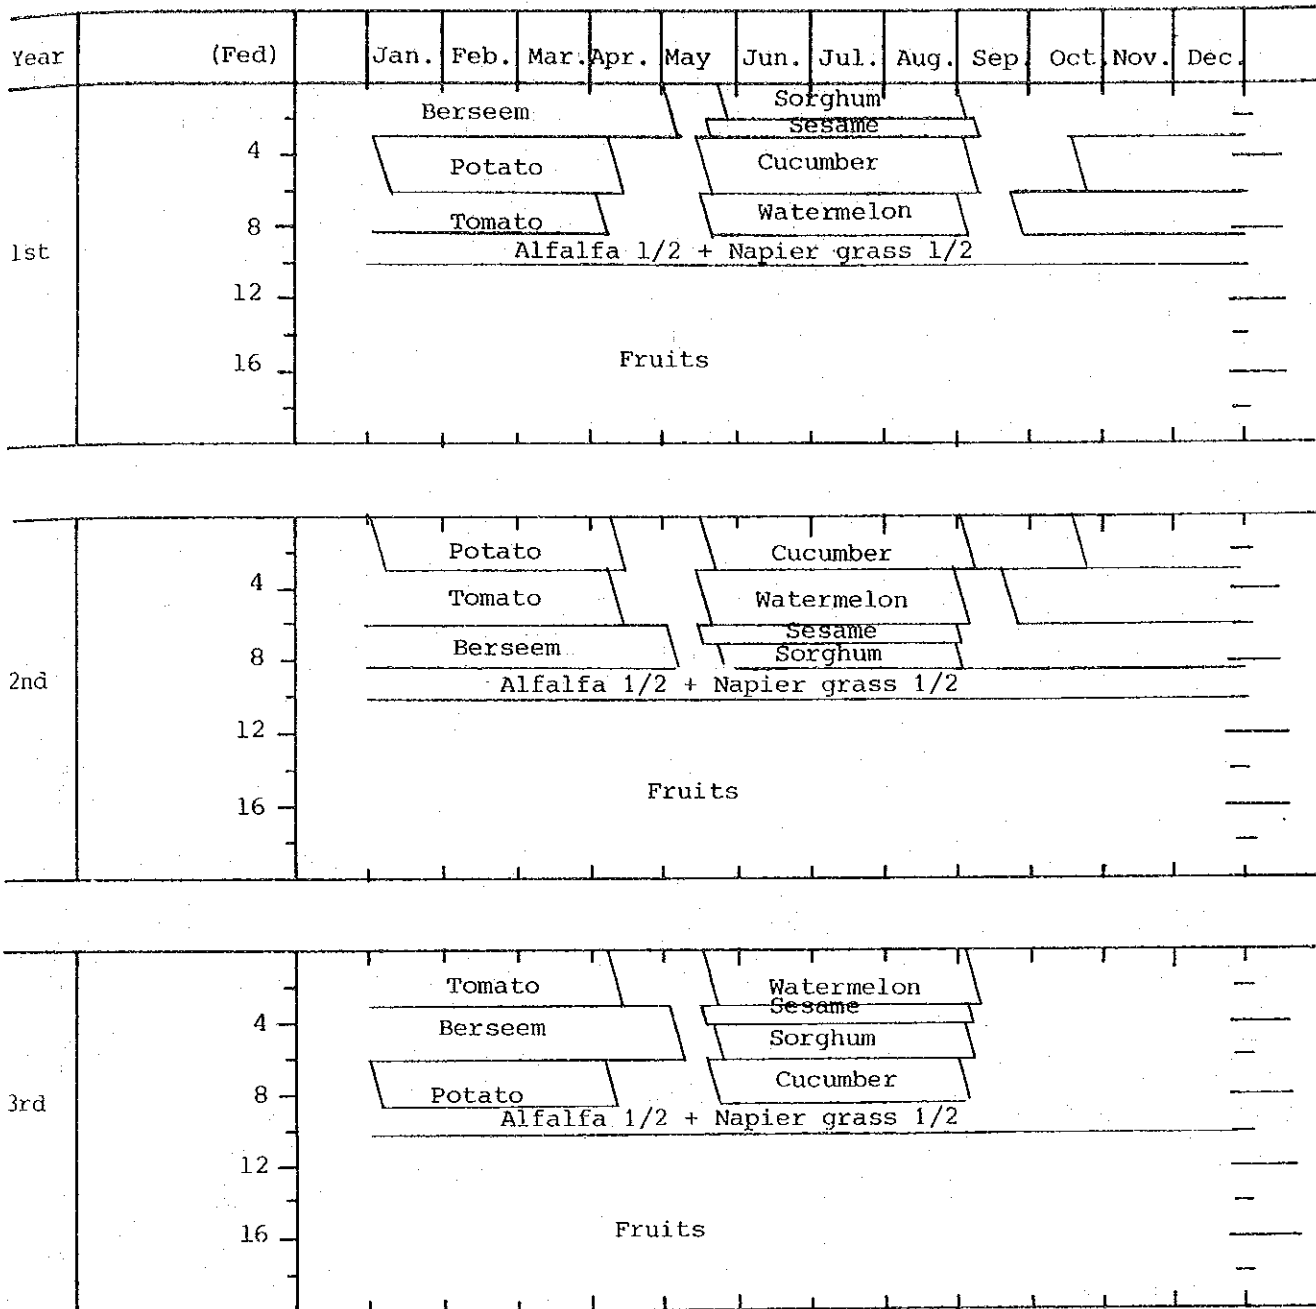 Year (Fed) Jan. Feb. Mar. Apr. May Jun. Jul. Aug. Sep. Oct. Nov. Dec.
Berseem Sorghum
Sesame
4 Potato Cucumber
8 Tomato Watermelon
1st Alfalfa 1/2 + Napier grass 1/2
12
16 Fruits
Potato Cucumber
4 Tomato Watermelon
Sesame
8 Berseem Sorghum
2nd Alfalfa 1/2 + Napier grass 1/2
12
16 Fruits
Tomato Watermelon
Sesame
4 Berseem Sorghum
8 Potato Cucumber
3rd Alfalfa 1/2 + Napier grass 1/2
12
16 Fruits